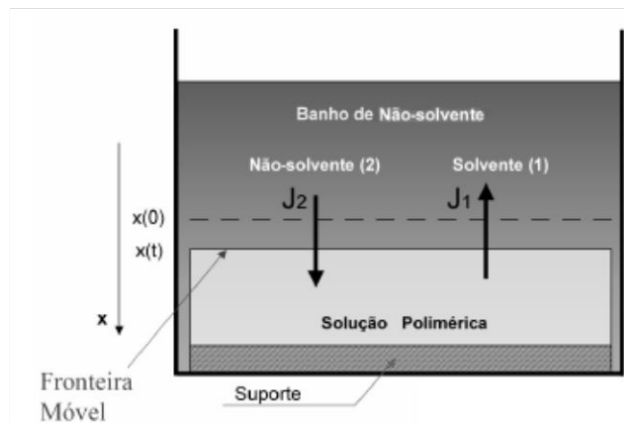 Banho de Não-solvente
Não-solvente (2)
Solvente (1)
J2
J1
x(0)
x(t)
x
Solução Polimérica
Fronteira
Móvel
Suporte